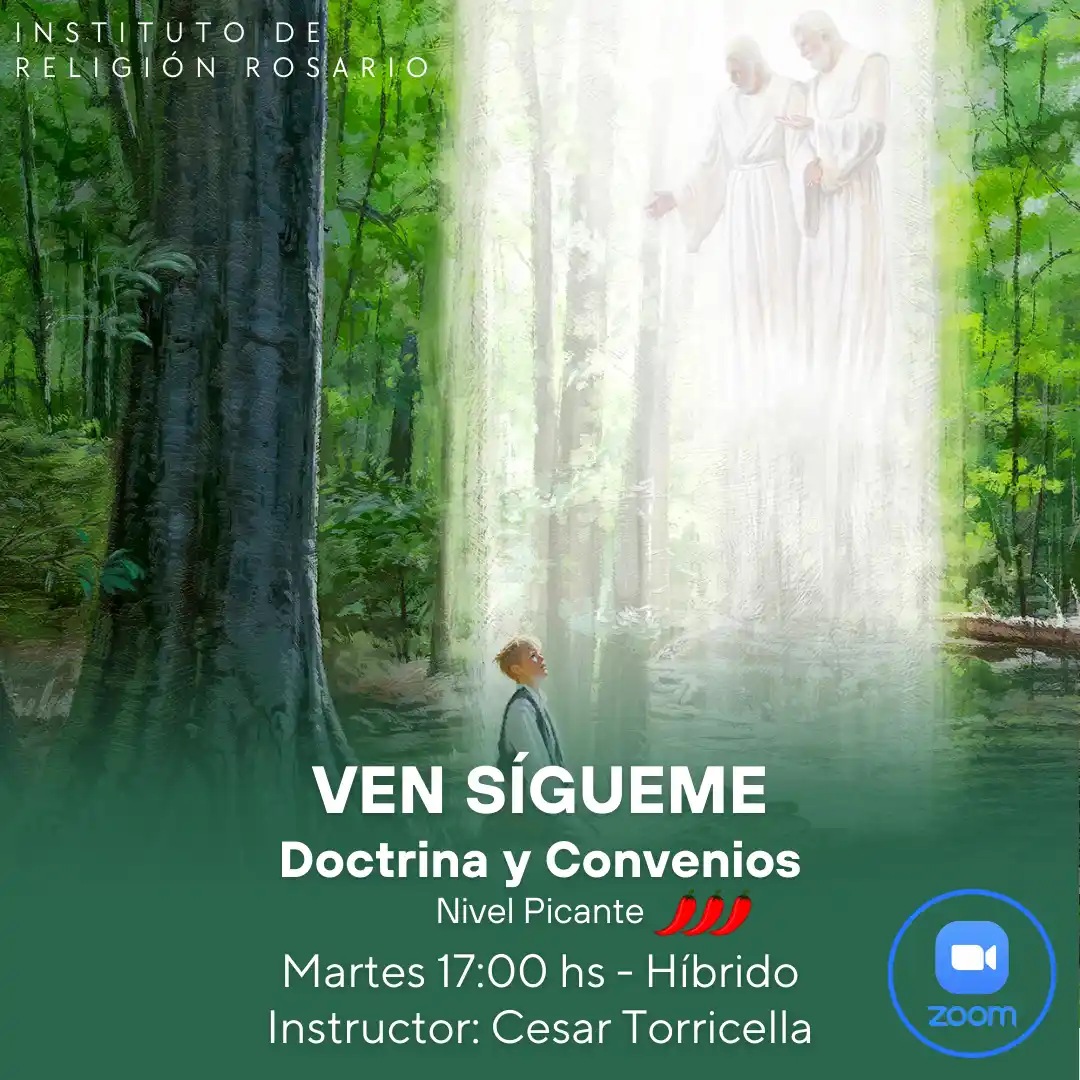 INSTITUTO DE
RELIGIÓN ROSARIO
VEN SÍGUEME
Doctrina y Convenios
Nivel Picante
Martes 17:00 hs - Híbrido
Instructor: Cesar Torricella
zoom